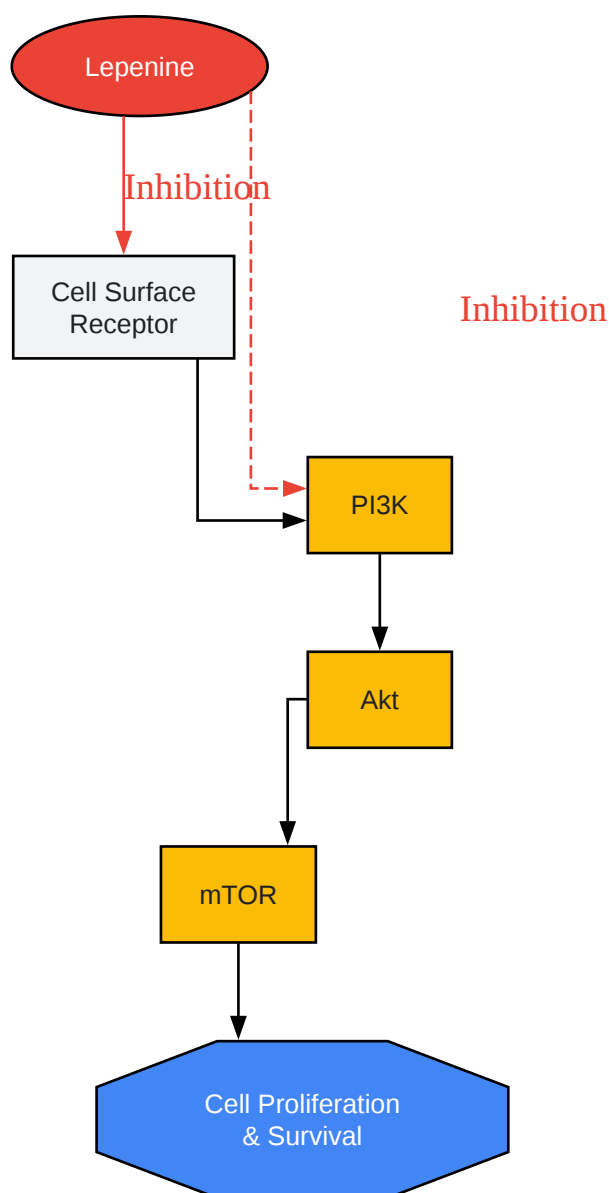 Lepenine
Inhibition
Cell Surface
Receptor
Inhibition
PI3K
Akt
mTOR
Cell Proliferation
& Survival